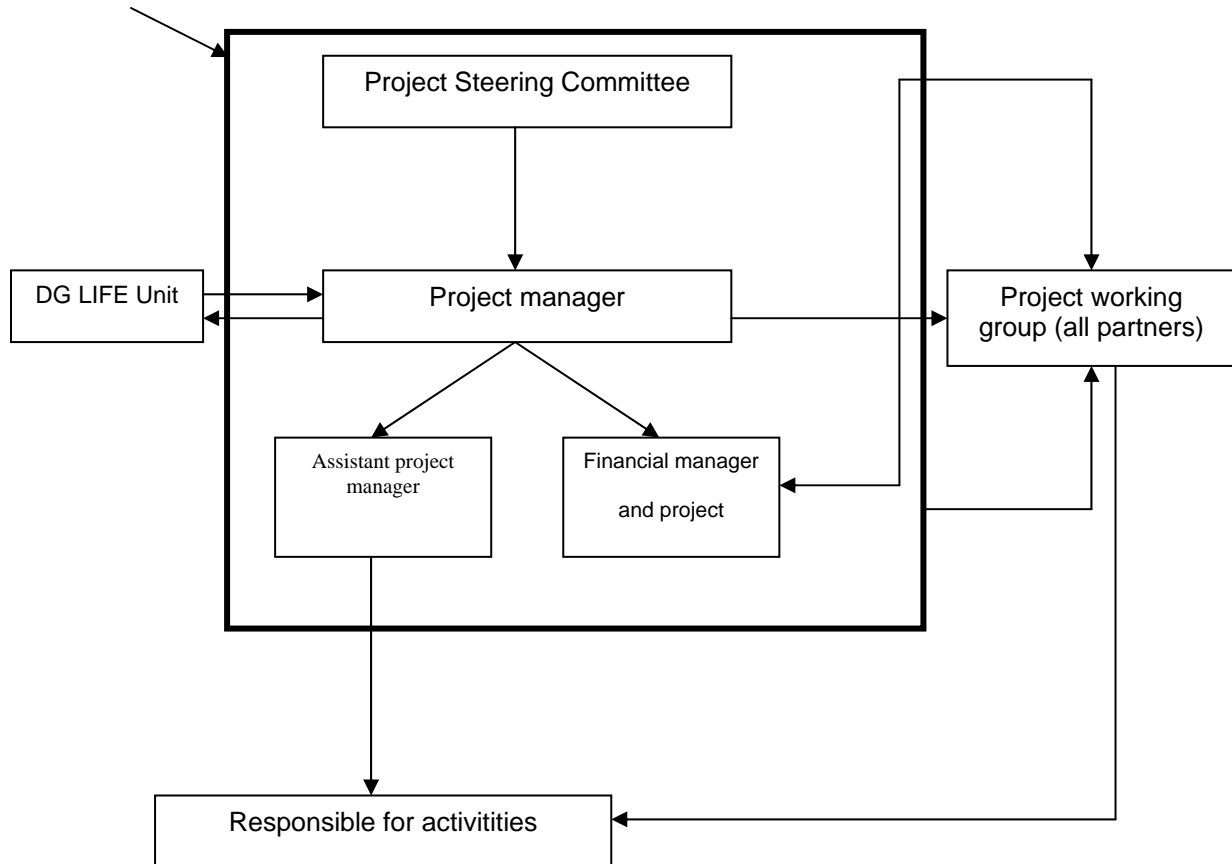 Project Steering Committee
DG LIFE Unit
Project manager
Project working
group (all partners)
Assistant project
manager
Financial manager
and project
Responsible for activitities